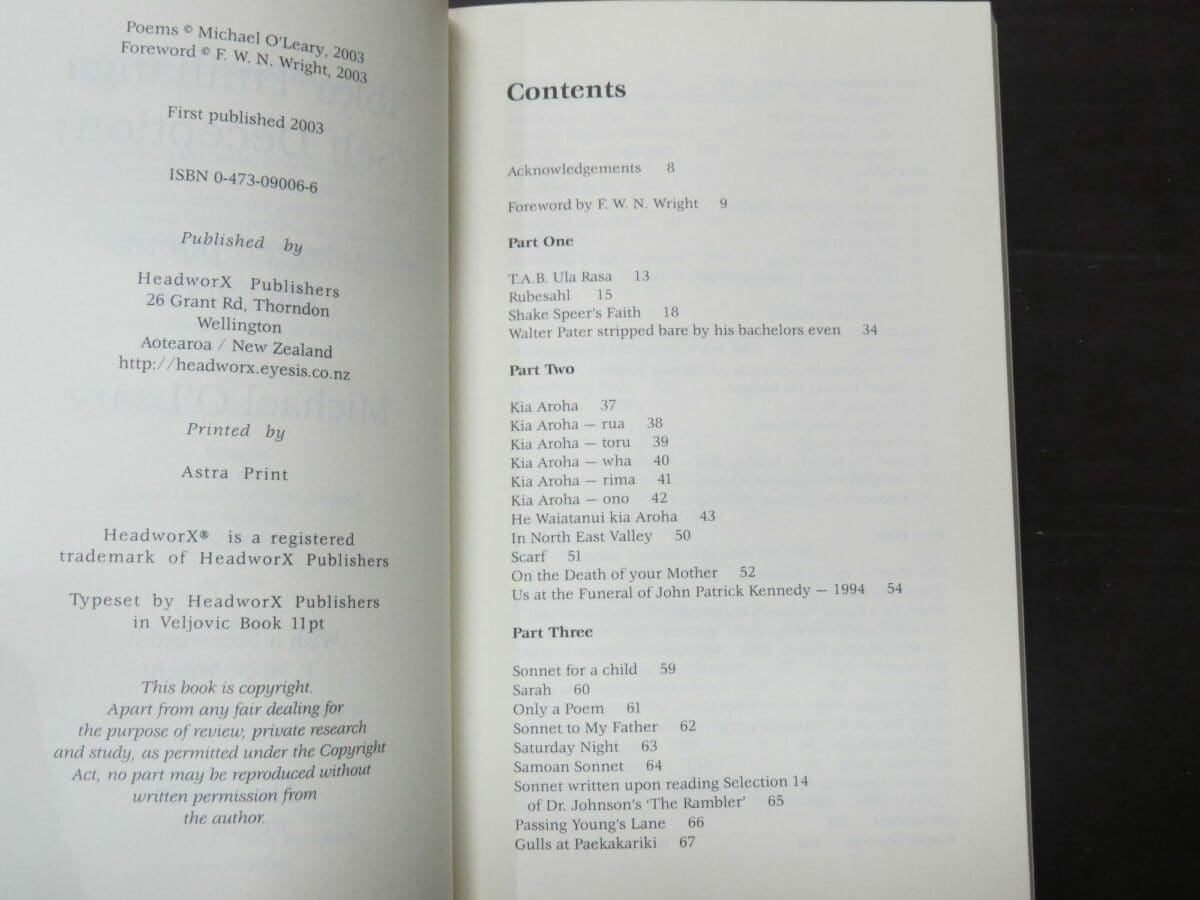 Poems © Michael O'Leary, 2003
Foreword © F. W. N. Wright, 2003
First published 2003
ISBN 0-473-09006-6
Published by
HeadworX Publishers
26 Grant Rd, Thorndon
Wellington
Aotearoa / New Zealand
http://headworx.eyesis.co.nz
Printed by
Astra Print
HeadworX® is a registered
trademark of HeadworX Publishers
Typeset by HeadworX Publishers
in Veljovic Book 11pt
This book is copyright.
Apart from any fair dealing for
the purpose of review, private research
and study, as permitted under the Copyright
Act, no part may be reproduced without
written permission from
the author.
Contents
Acknowledgements 8
Foreword by F. W. N. Wright 9
Part One
T.A.B. Ula Rasa 13
Rubesahl 15
Shake Speer's Faith 18
Walter Pater stripped bare by his bachelors even 34
Part Two
Kia Aroha 37
Kia Aroha – rua 38
Kia Aroha – toru 39
Kia Aroha – wha 40
Kia Aroha – rima 41
Kia Aroha – ono 42
He Waiatanui kia Aroha 43
In North East Valley 50
Scarf 51
On the Death of your Mother 52
Us at the Funeral of John Patrick Kennedy – 1994 54
Part Three
Sonnet for a child 59
Sarah 60
Only a Poem 61
Sonnet to My Father 62
Saturday Night 63
Samoan Sonnet 64
Sonnet written upon reading Selection 14
of Dr. Johnson's 'The Rambler' 65
Passing Young's Lane 66
Gulls at Paekakariki 67